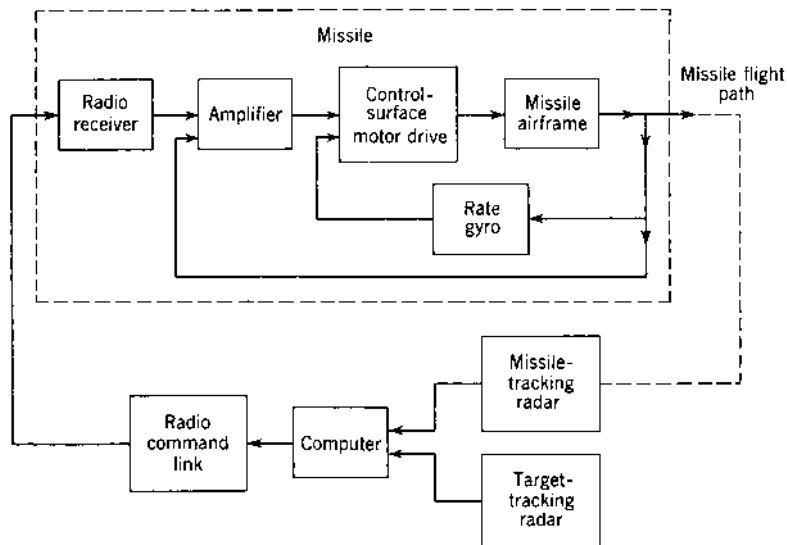 Missile
Missile flight
path
Radio
receiver
Amplifier
Control-
surface
motor drive
Missile
airframe
Rate
gyro
Missile-
tracking
radar
Radio
command
link
Computer
Target-
tracking
radar